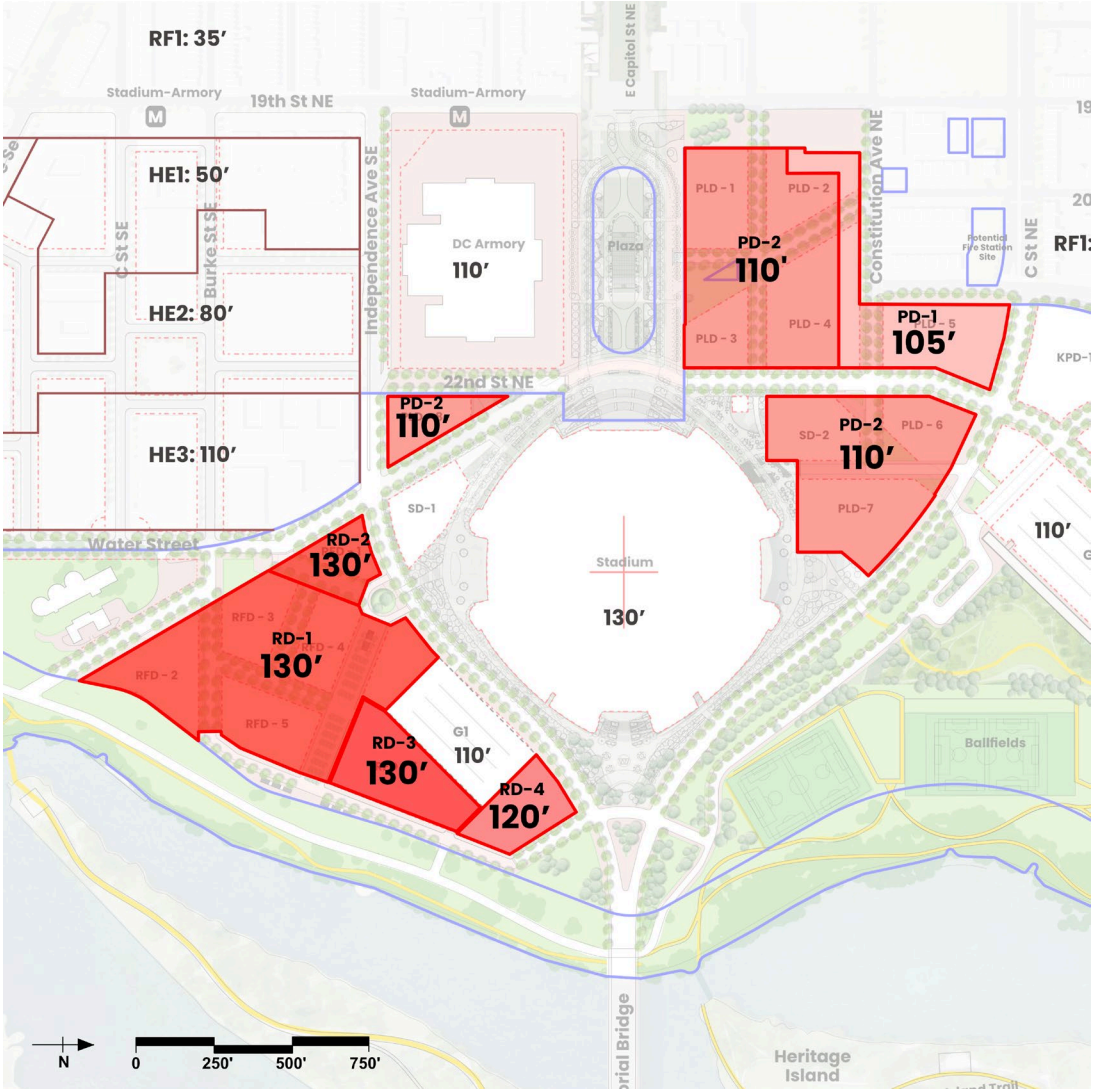 RF1: 35’
E Capitol St NE
Stadium-Armory
M
19th St NE
Stadium-Armory
M
19
HE1: 50’
C St SE
Burke St SE
Independence Ave SE
DC Armory
110’
Plaza
PLD - 1
PLD - 2
PD-2
110'
Constitution Ave NE
20
Potential
Fire Station
Site
C St NE
RF1:
HE2: 80’
PLD - 3
PLD - 4
PD-1
PLD - 5
105’
KPD-1
22nd St NE
PD-2
110’
HE3: 110’
SD-1
SD-2
PD-2
110’
PLD - 6
PLD-7
110’
G
Water Street
RD-2
130’
Stadium
130’
RFD - 3
RFD - 4
RD-1
130’
RFD - 2
RFD - 5
RD-3
130’
G1
110’
RD-4
120’
Ballfields
N
0
250'
500'
750'
orial Bridge
Heritage
Island
land Trail